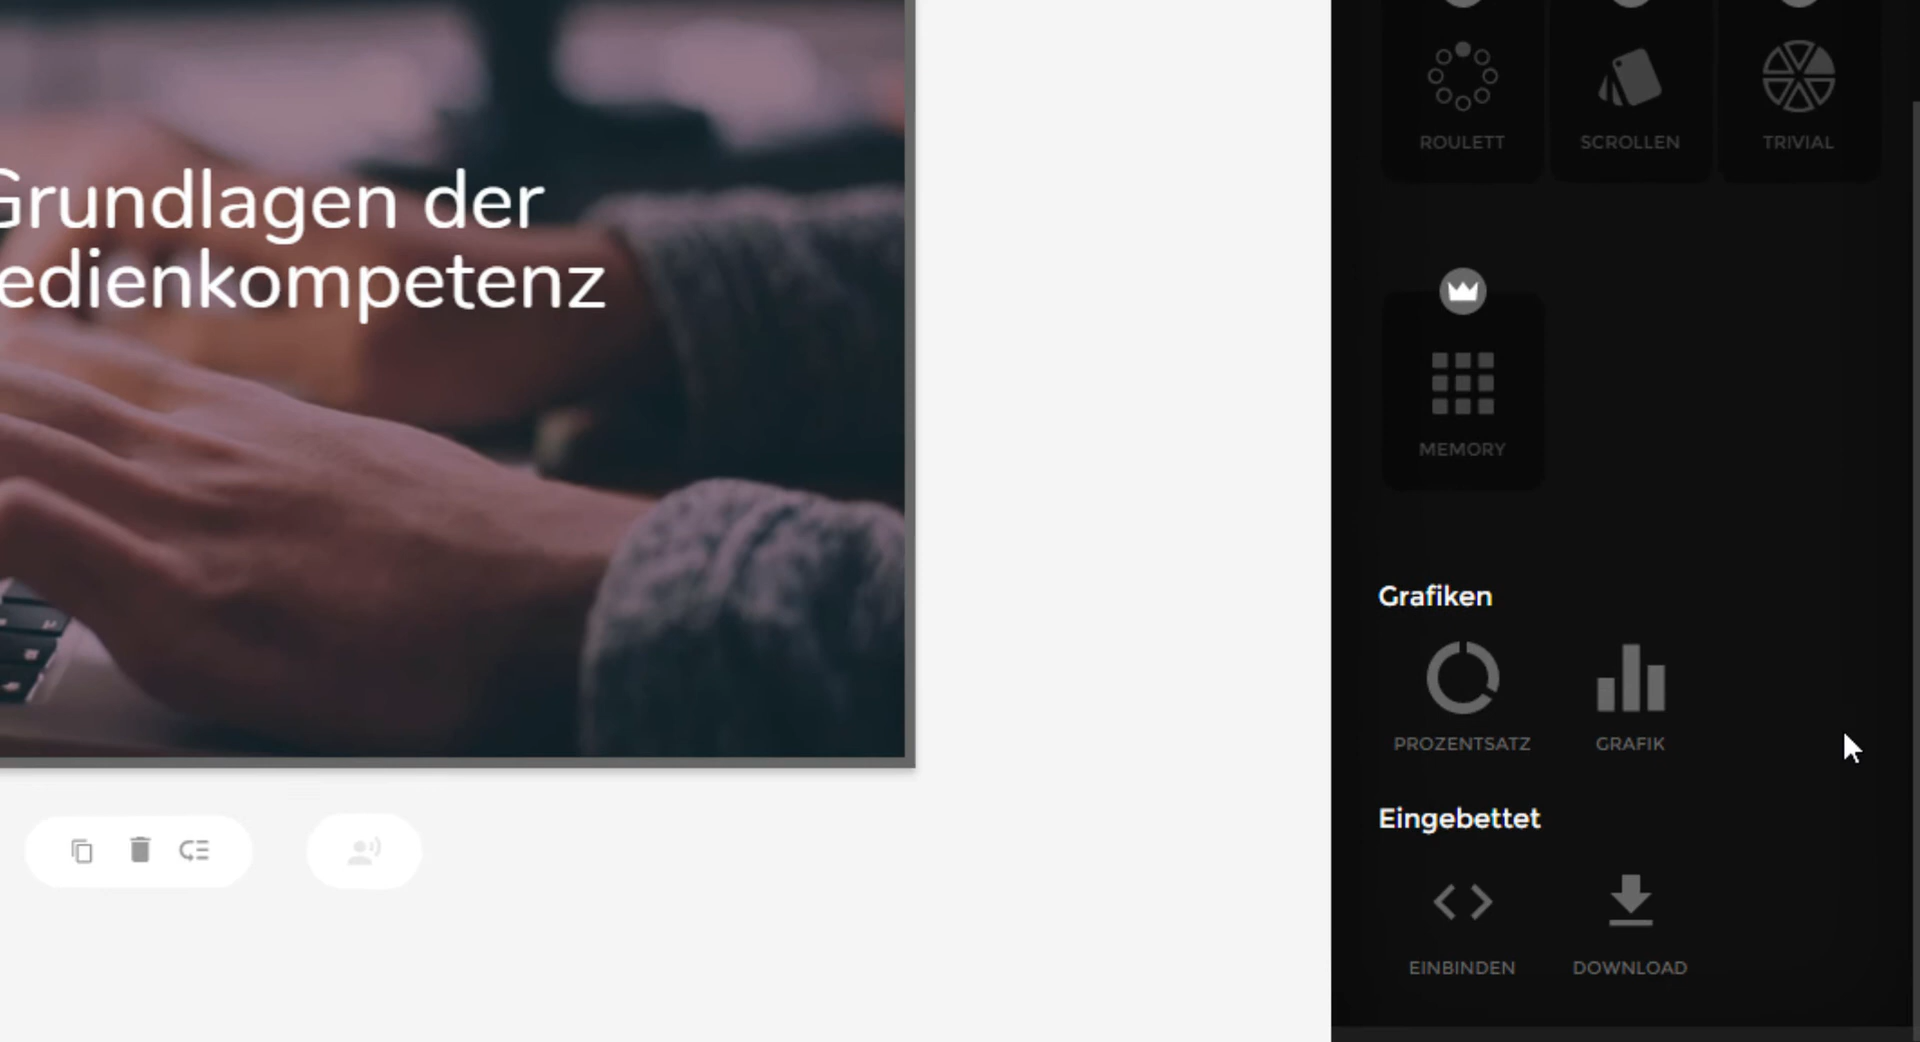 Grundlagen der
edienkompetenz
ROULETT
SCROLLEN
TRIVIAL
MEMORY
Grafiken
PROZENTSATZ
GRAFIK
Eingebettet
EINBINDEN
DOWNLOAD